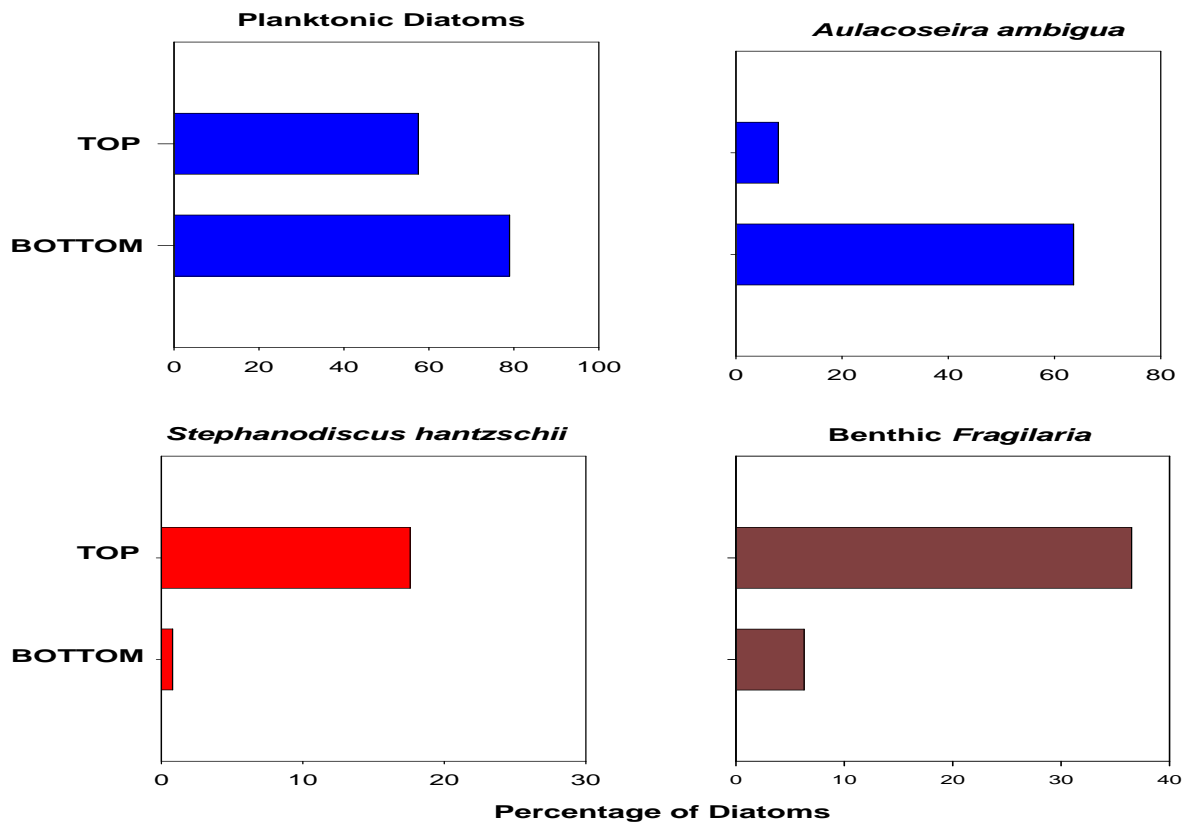 Planktonic Diatoms
Aulacoseira ambigua
TOP
BOTTOM
0 20 40 60 80 100
0 20 40 60 80
Stephanodiscus hantzschii
Benthic Fragilaria
TOP
BOTTOM
0 10 20 30
0 10 20 30 40
Percentage of Diatoms